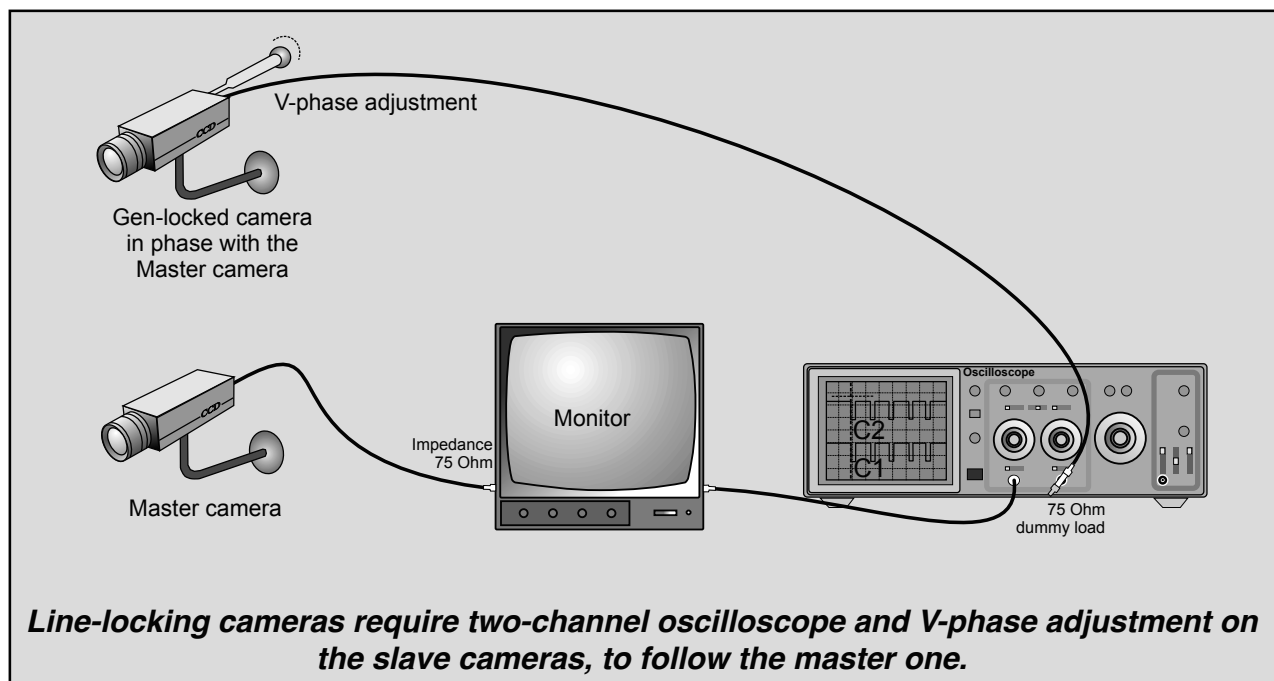 V-phase adjustment
Gen-locked camera
in phase with the
Master camera
Master camera
Impedance
75 Ohm
Monitor
Oscilloscope
C2
C1
75 Ohm
dummy load
Line-locking cameras require two-channel oscilloscope and V-phase adjustment on
the slave cameras, to follow the master one.